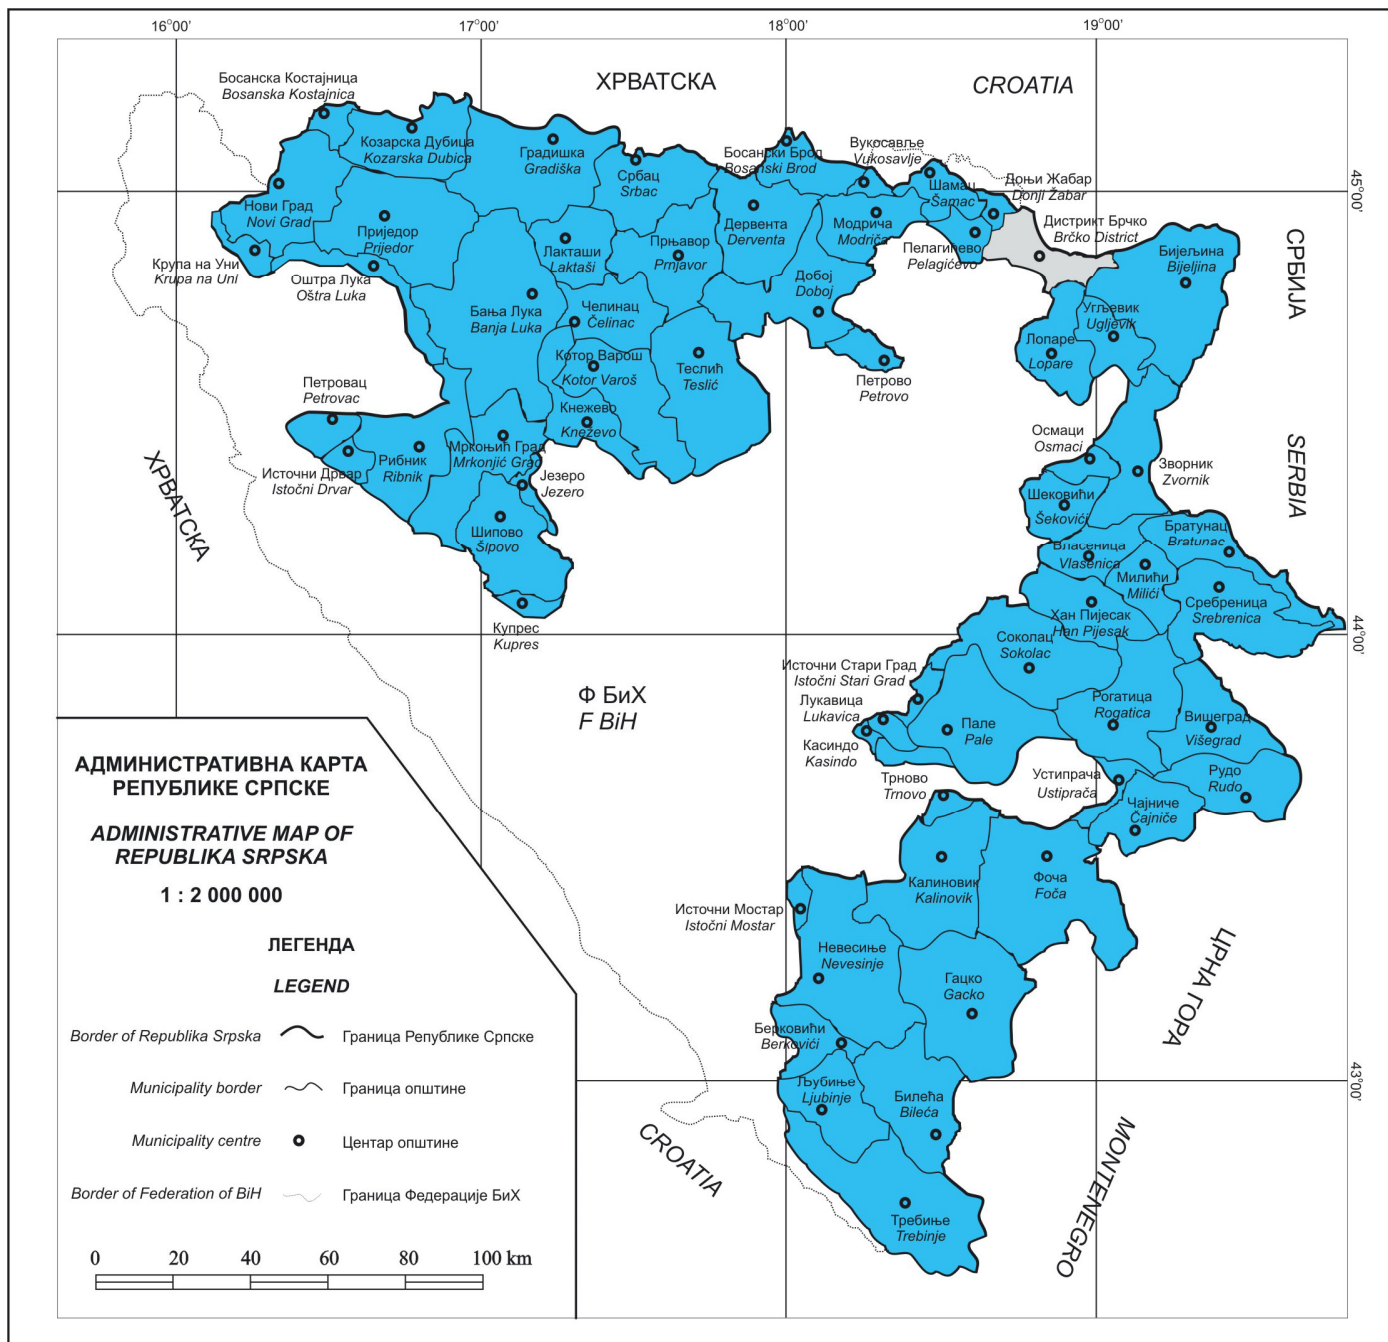 16°00'
17°00'
18°00'
19°00'
ХРВАТСКА
CROATIA
Босанска Костајница
Bosanska Kostajnica
Козарска Дубица
Kozarska Dubica
Градишка
Gradiška
Србац
Srbac
Босански Брод
Bosanski Brod
Вукосавље
Vukosavlje
Шамац
Šamac
Доњи Жабар
Donji Žabar
45°00'
Нови Град
Novi Grad
Приједор
Prijedor
Лакташи
Laktaši
Прњавор
Prnjavor
Дервента
Derventa
Модрича
Modriča
Пелагићево
Pelagićevo
Дистрикт Брчко
Brčko District
Бијељина
Bijeljina
СРБИЈА
Крупа на Уни
Krupa na Uni
Оштра Лука
Oštra Luka
Бања Лука
Banja Luka
Челинац
Čelinac
Добој
Doboj
Угљевик
Ugljevik
Лопаре
Lopare
Котор Варош
Kotor Varoš
Теслић
Teslić
Петрово
Petrovo
Петровац
Petrovac
Кнежево
Kneževo
Источни Дрвар
Istočni Drvar
Рибник
Ribnik
Мркоњић Град
Mrkonjić Grad
Језеро
Jezero
Осмаци
Osmaci
Зворник
Zvornik
SERBIA
ХРВАТСКА
Шипово
Šipovo
Шековићи
Šekovići
Братунац
Bratunac
Власеница
Vlasenica
Милићи
Milići
Сребреница
Srebrenica
Купрес
Kupres
Хан Пијесак
Han Pijesak
44°00'
Соколац
Sokolac
Источни Стари Град
Istočni Stari Grad
Ф БиХ
F BiH
Лукавица
Lukavica
Касиндо
Kasindo
Пале
Pale
Рогатица
Rogatica
Вишеград
Višegrad
Трново
Trnovo
Устипрача
Ustiprača
Рудо
Rudo
Чајниче
Čajniče
Калиновик
Kalinovik
Фоча
Foča
Источни Мостар
Istočni Mostar
Невесиње
Nevesinje
Гацко
Gacko
ЦРНА ГОРА
Берковићи
Berkovići
43°00'
Љубиње
Ljubinje
Билећа
Bileća
CROATIA
MONTENEGRO
Требиње
Trebinje
АДМИНИСТРАТИВНА КАРТА
РЕПУБЛИКЕ СРПСКЕ
ADMINISTRATIVE MAP OF
REPUBLIKA SRPSKA
1 : 2 000 000
ЛЕГЕНДА
LEGEND
Border of Republika Srpska Граница Републике Српске
Municipality border Граница општине
Municipality centre Центар општине
Border of Federation of BiH Граница Федерације БиХ
0 20 40 60 80 100 km